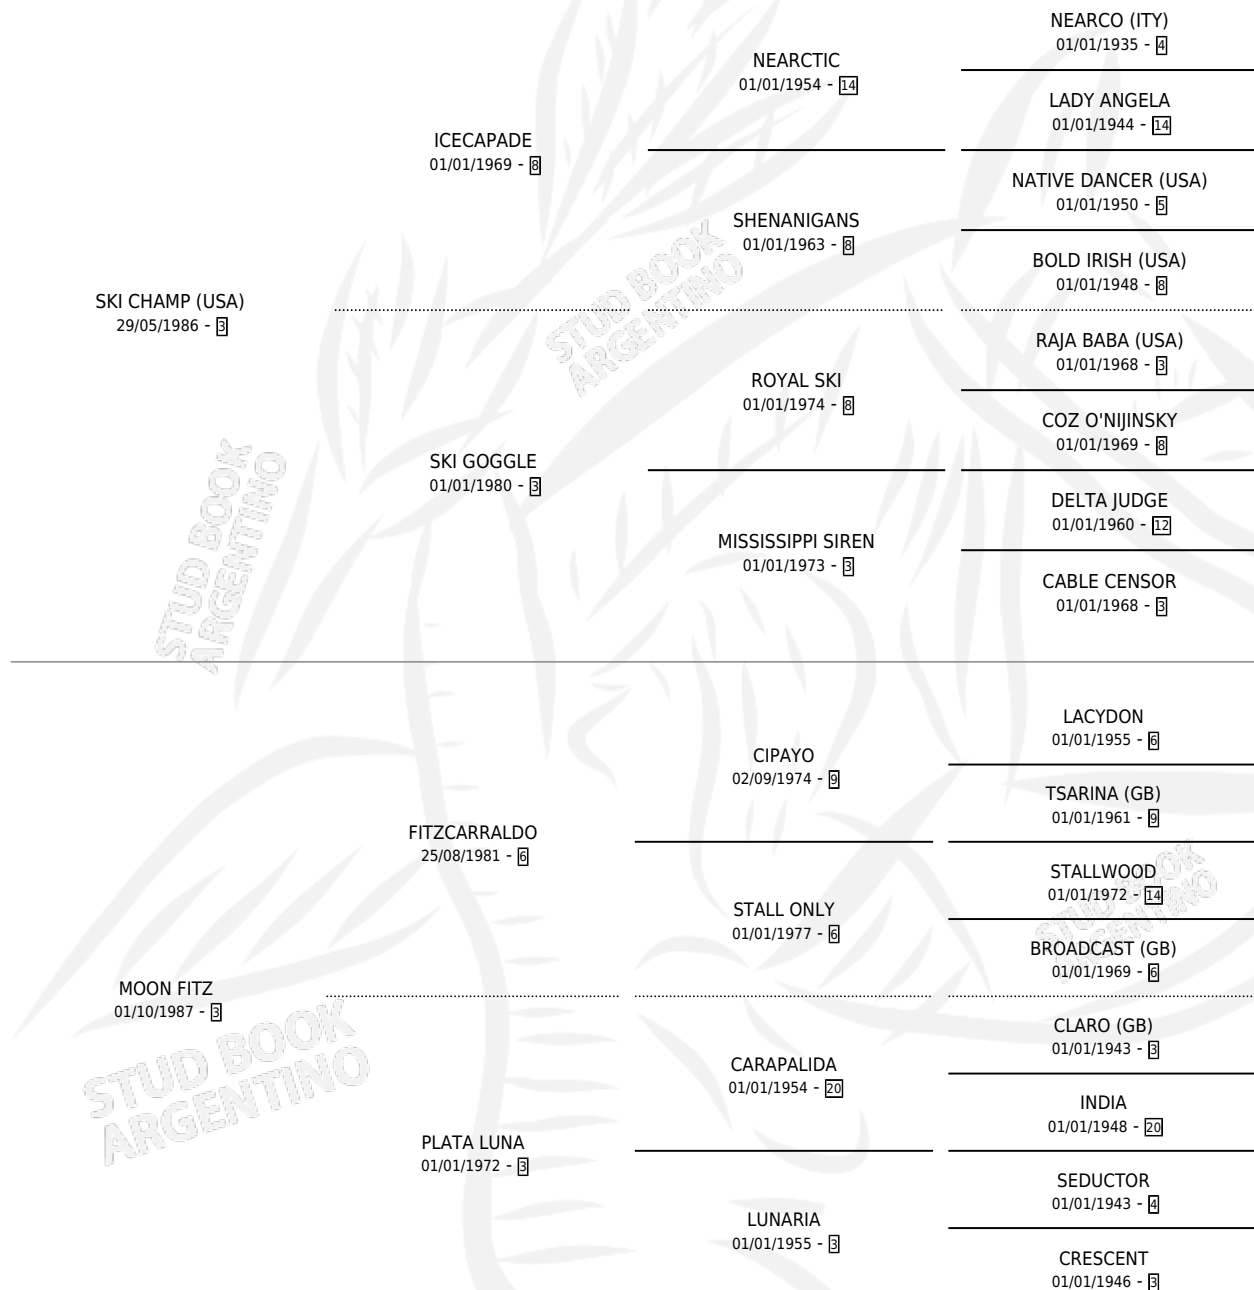 NEARCO (ITY)
01/01/1935 - 4
NEARCTIC
01/01/1954 - 14
LADY ANGELA
01/01/1944 - 14
ICECAPADE
01/01/1969 - 8
NATIVE DANCER (USA)
01/01/1950 - 5
SHENANIGANS
01/01/1963 - 8
BOLD IRISH (USA)
01/01/1948 - 8
SKI CHAMP (USA)
29/05/1986 - 3
RAJA BABA (USA)
01/01/1968 - 3
ROYAL SKI
01/01/1974 - 8
COZ O'NIJINSKY
01/01/1969 - 8
SKI GOGGLE
01/01/1980 - 3
DELTA JUDGE
01/01/1960 - 12
MISSISSIPPI SIREN
01/01/1973 - 3
CABLE CENSOR
01/01/1968 - 3
LACYDON
01/01/1955 - 6
CIPAYO
02/09/1974 - 9
TSARINA (GB)
01/01/1961 - 9
FITZCARRALDO
25/08/1981 - 6
STALLWOOD
01/01/1972 - 14
STALL ONLY
01/01/1977 - 6
BROADCAST (GB)
01/01/1969 - 6
MOON FITZ
01/10/1987 - 3
CLARO (GB)
01/01/1943 - 3
CARAPALIDA
01/01/1954 - 20
INDIA
01/01/1948 - 20
PLATA LUNA
01/01/1972 - 3
SEDUCTOR
01/01/1943 - 4
LUNARIA
01/01/1955 - 3
CRESCENT
01/01/1946 - 3
STUD BOOK
ARGENTINO
STUD BOOK
ARGENTINO
STUD BOOK
ARGENTINO
STUD BOOK
ARGENTINO